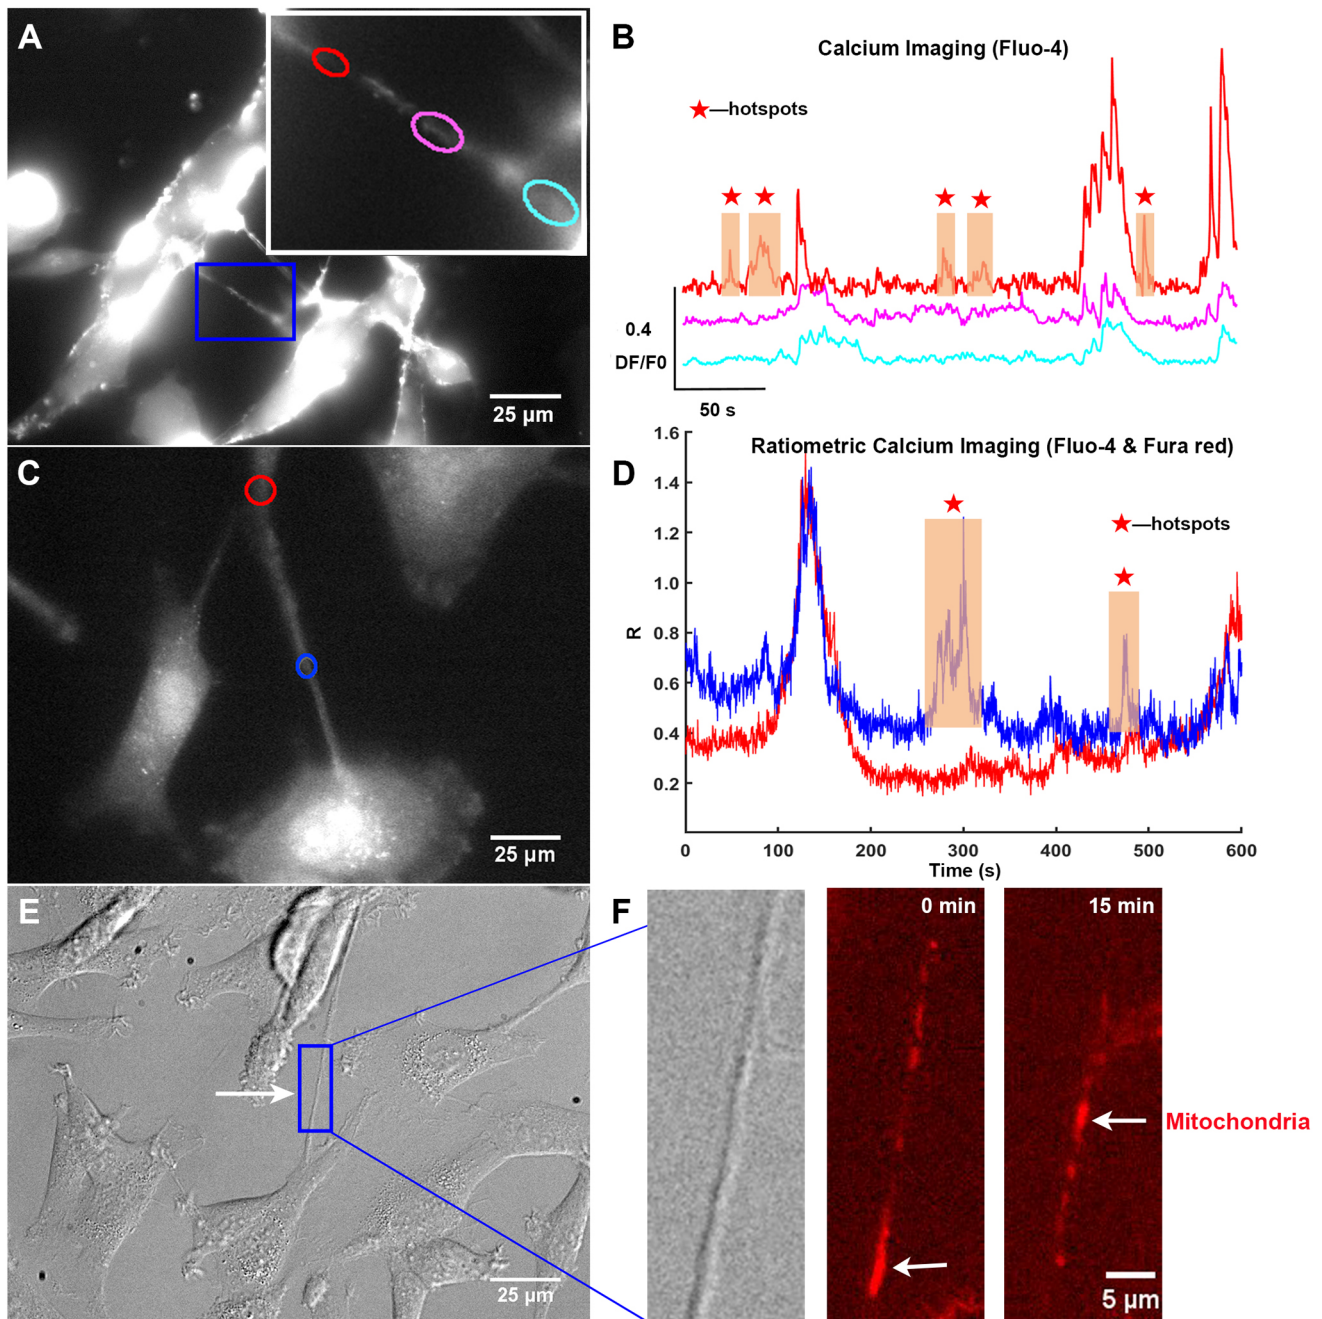 A
25 µm
B
Calcium Imaging (Fluo-4)
★—hotspots
0.4
DF/F0
50 s
C
25 µm
D
Ratiometric Calcium Imaging (Fluo-4 & Fura red)
★—hotspots
1.6
1.4
1.2
1.0
0.8
0.6
0.4
0.2
R
0 100 200 300 400 500 600
Time (s)
E
25 µm
F
0 min
15 min
Mitochondria
5 µm